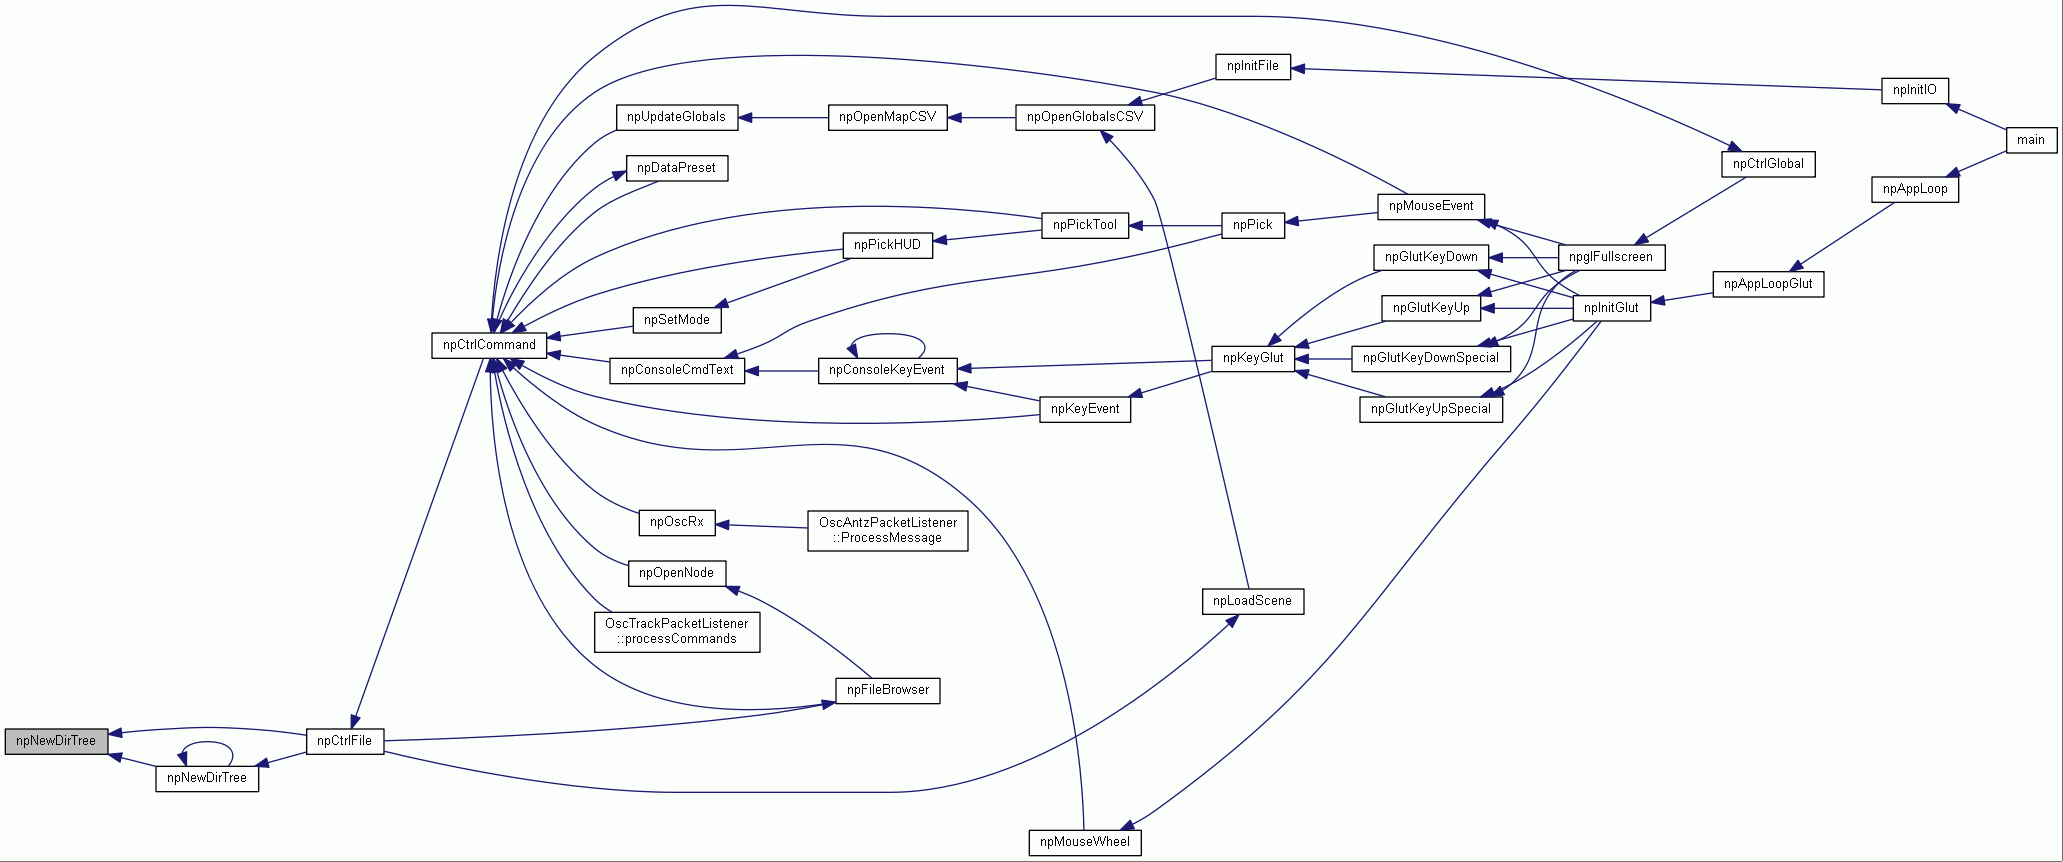 npInitFile
npInitIO
npUpdateGlobals
npOpenMapCSV
npOpenGlobalsCSV
main
npDataPreset
npCtrlGlobal
npAppLoop
npMouseEvent
npPickTool
npPick
npPickHUD
npGlutKeyDown
npglFullscreen
npAppLoopGlut
npSetMode
npGlutKeyUp
npInitGlut
npCtrlCommand
npConsoleCmdText
npConsoleKeyEvent
npKeyGlut
npGlutKeyDownSpecial
npKeyEvent
npGlutKeyUpSpecial
npOscRx
OscAntzPacketListener
::ProcessMessage
npOpenNode
npLoadScene
OscTrackPacketListener
::processCommands
npFileBrowser
npNewDirTree
npCtrlFile
npNewDirTree
npMouseWheel